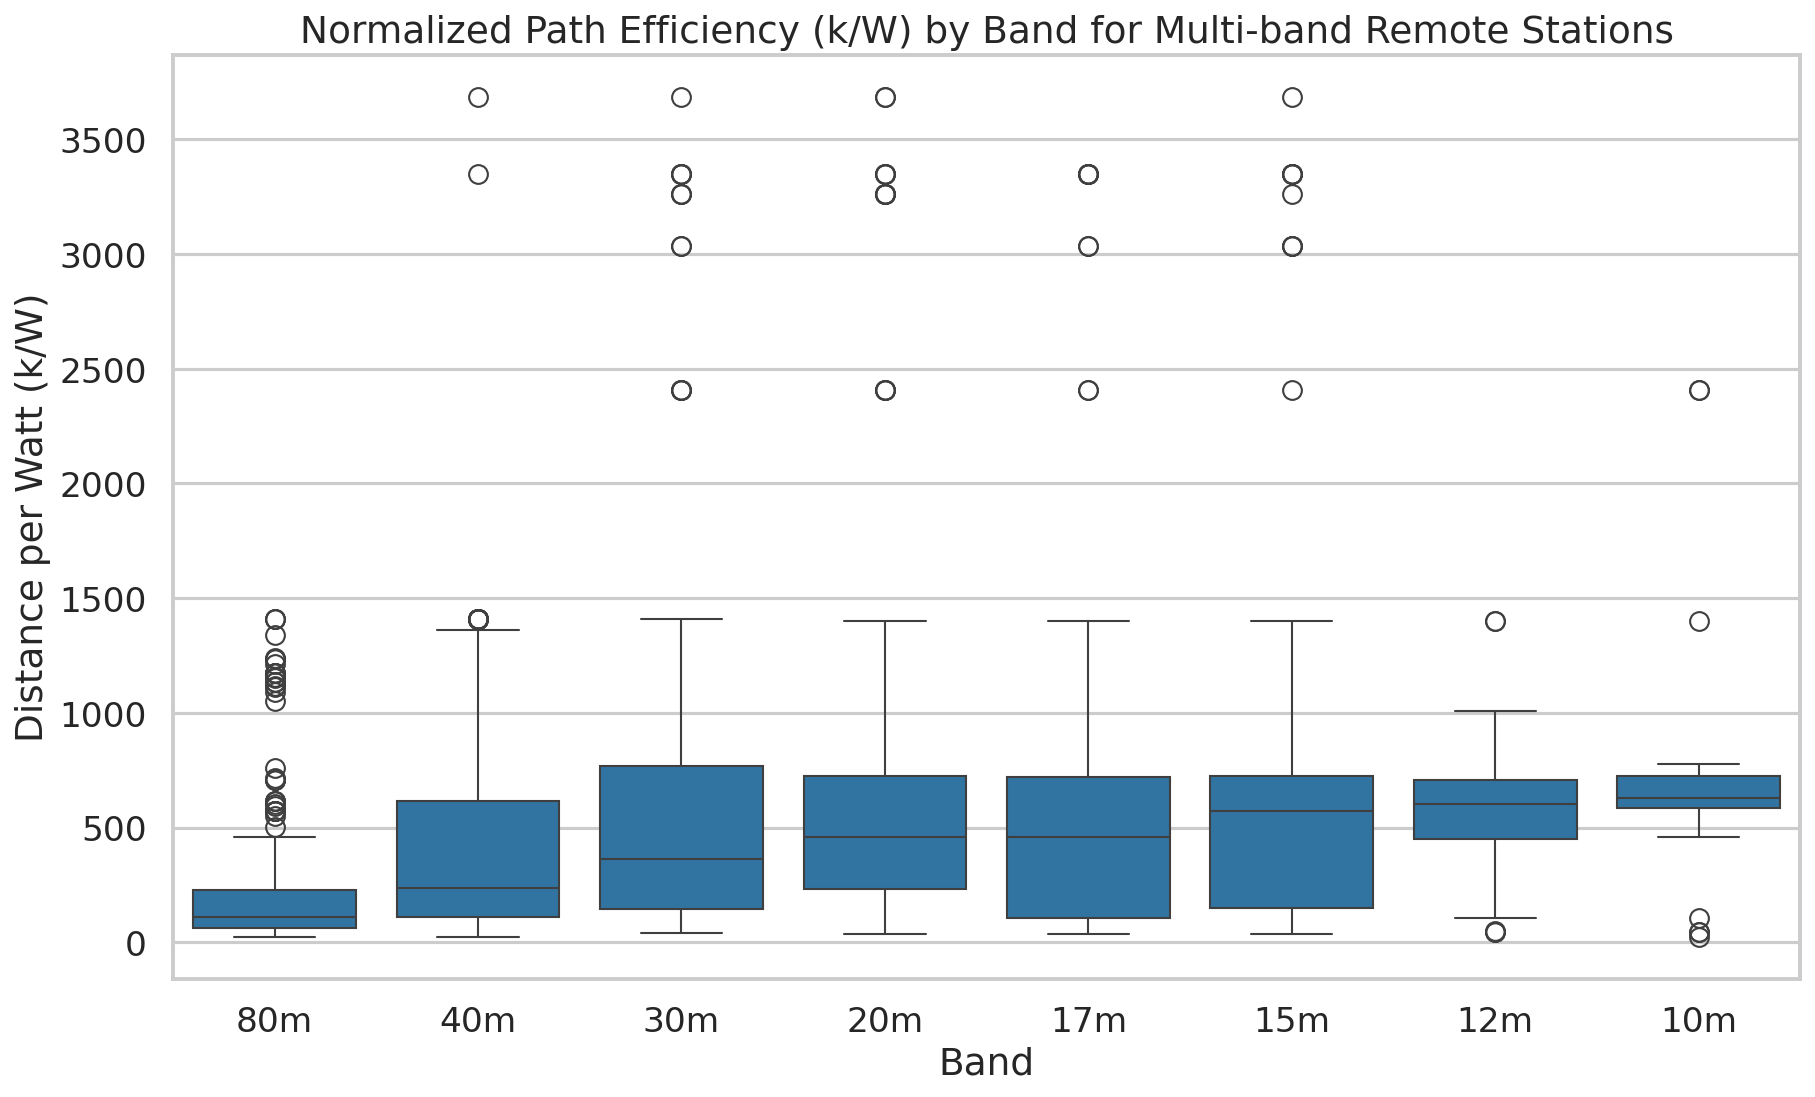 Normalized Path Efficiency (k/W) by Band for Multi-band Remote Stations
Distance per Watt (k/W)
3500
3000
2500
2000
1500
1000
500
0
80m 40m 30m 20m 17m 15m 12m 10m
Band